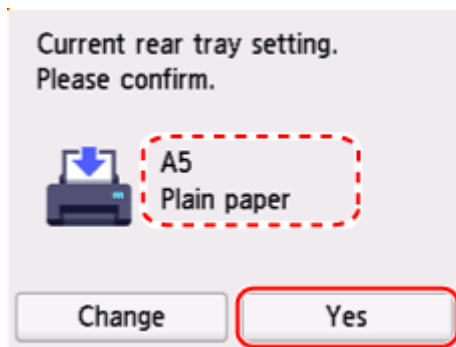 Current rear tray setting.
Please confirm.
A5
Plain paper
Change
Yes